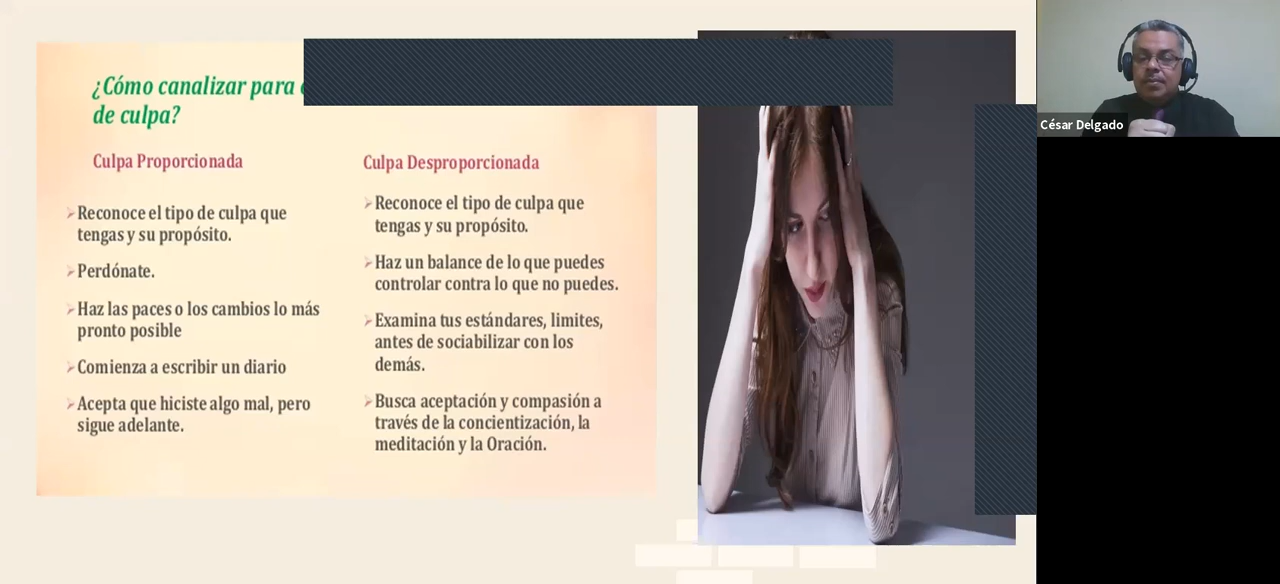 ¿Cómo canalizar para
de culpa?
Culpa Proporcionada
➢Reconoce el tipo de culpa que
tengas y su propósito.
➢Perdónate.
➢Haz las paces o los cambios lo más
pronto posible
➢Comienza a escribir un diario
➢Acepta que hiciste algo mal, pero
sigue adelante.
Culpa Desproporcionada
➢Reconoce el tipo de culpa que
tengas y su propósito.
➢Haz un balance de lo que puedes
controlar contra lo que no puedes.
➢Examina tus estándares, limites,
antes de sociabilizar con los
demás.
➢Busca aceptación y compasión a
través de la concientización, la
meditación y la Oración.
César Delgado